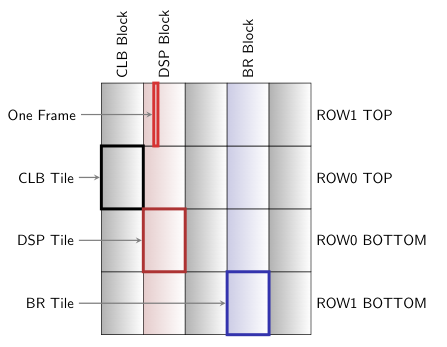 CLB Block
DSP Block
BR Block
One Frame
ROW1 TOP
CLB Tile
ROW0 TOP
DSP Tile
ROW0 BOTTOM
BR Tile
ROW1 BOTTOM